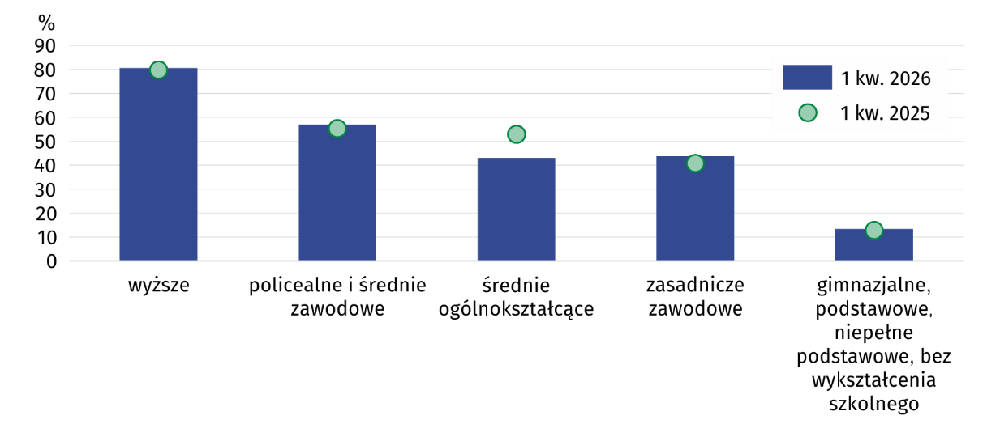 %
90
80
70
60
50
40
30
20
10
0
1 kw. 2026
1 kw. 2025
wyższe
policealne i średnie
zawodowe
średnie
ogólnokształcące
zasadnicze
zawodowe
gimnazjalne,
podstawowe,
niepełne
podstawowe, bez
wykształcenia
szkolnego